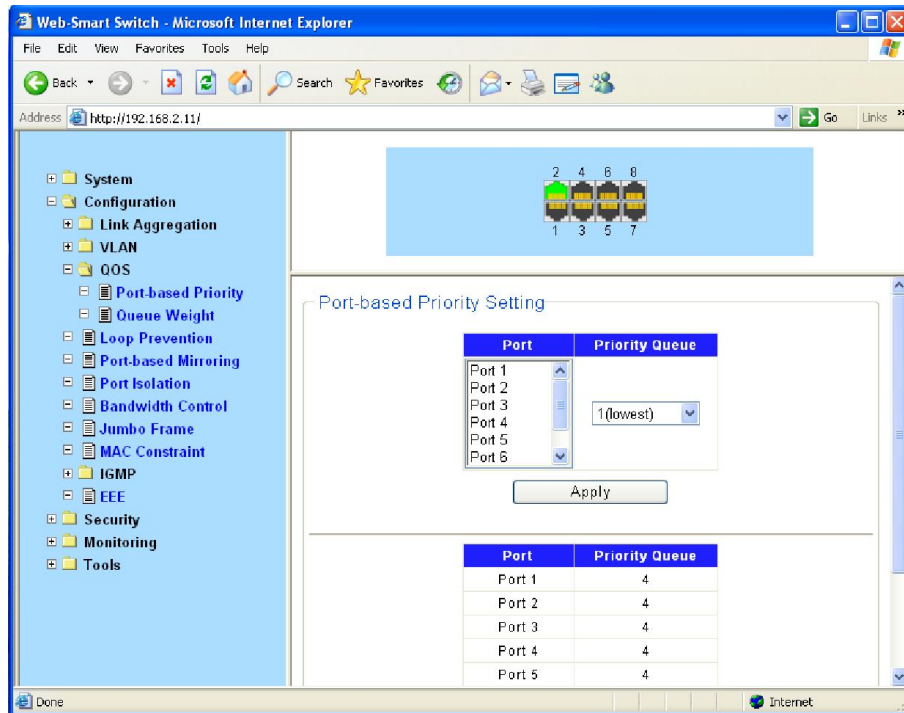 Web-Smart Switch - Microsoft Internet Explorer
File Edit View Favorites Tools Help
Back Search Favorites
Address http://192.168.2.11/ Go Links »
System
Configuration
Link Aggregation
VLAN
QOS
Port-based Priority
Queue Weight
Loop Prevention
Port-based Mirroring
Port Isolation
Bandwidth Control
Jumbo Frame
MAC Constraint
IGMP
EEE
Security
Monitoring
Tools
2 4 6 8
1 3 5 7
Port-based Priority Setting
Port Priority Queue
Port 1
Port 2
Port 3
Port 4
Port 5
Port 6
1(lowest)
Apply
Port Priority Queue
Port 1 4
Port 2 4
Port 3 4
Port 4 4
Port 5 4
Done Internet